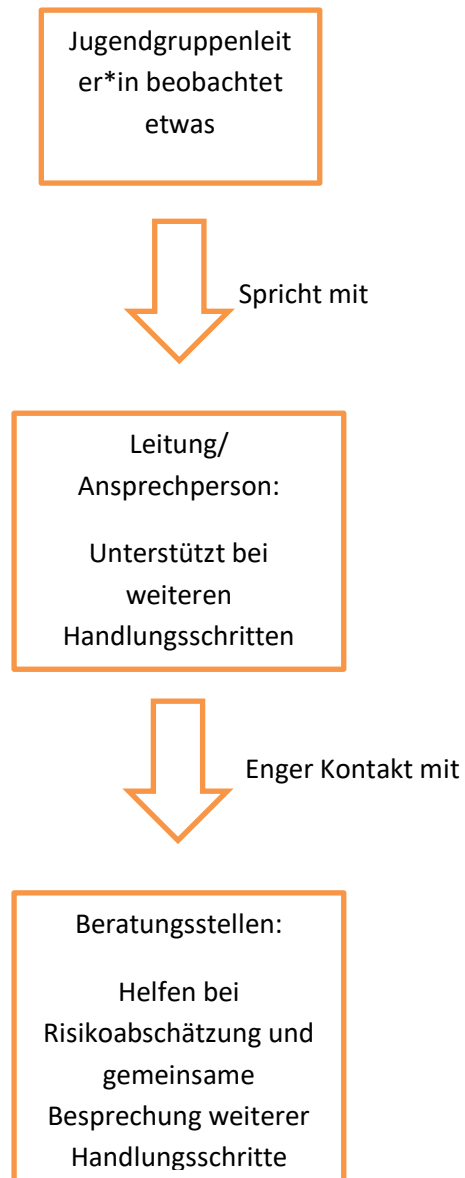 Jugendgruppenleit
er*in beobachtet
etwas
Spricht mit
Leitung/
Ansprechperson:
Unterstützt bei
weiteren
Handlungsschritten
Enger Kontakt mit
Beratungsstellen:
Helfen bei
Risikoabschätzung und
gemeinsame
Besprechung weiterer
Handlungsschritte